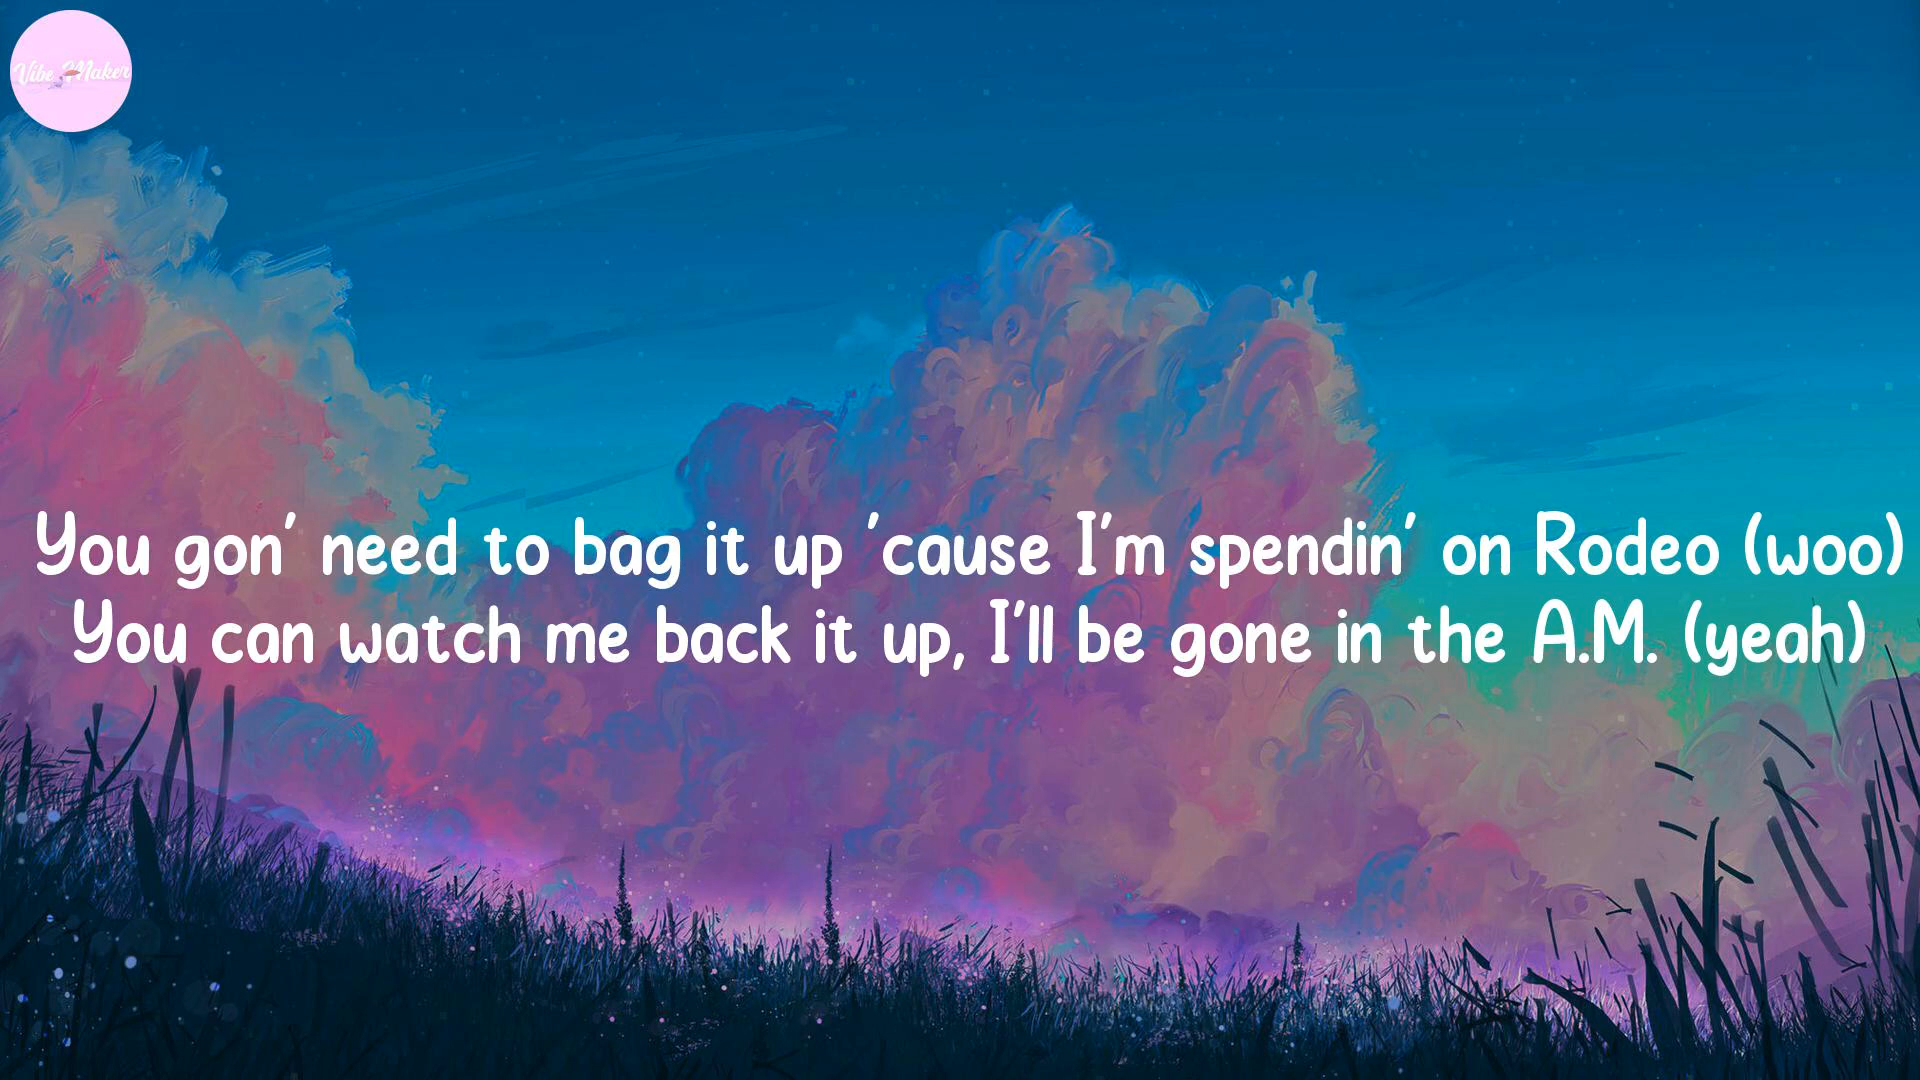 Vibe Maker
You gon' need to bag it up 'cause I'm spendin' on Rodeo (woo)
You can watch me back it up, I'll be gone in the A.M. (yeah)